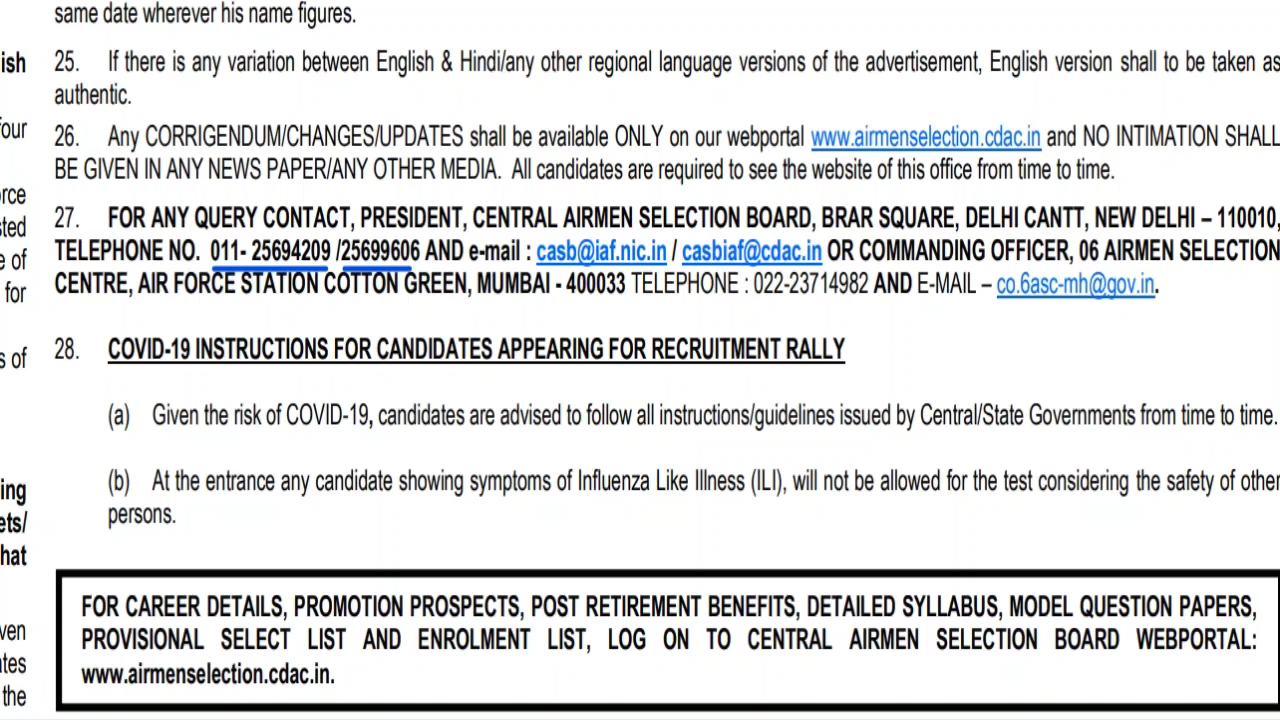 same date wherever his name figures.
25. If there is any variation between English & Hindi/any other regional language versions of the advertisement, English version shall to be taken as
authentic.
26. Any CORRIGENDUM/CHANGES/UPDATES shall be available ONLY on our webportal www.airmenselection.cdac.in and NO INTIMATION SHALL
BE GIVEN IN ANY NEWS PAPER/ANY OTHER MEDIA. All candidates are required to see the website of this office from time to time.
27. FOR ANY QUERY CONTACT, PRESIDENT, CENTRAL AIRMEN SELECTION BOARD, BRAR SQUARE, DELHI CANTT, NEW DELHI – 110010,
TELEPHONE NO. 011- 25694209 /25699606 AND e-mail : casb@iaf.nic.in / casbiaf@cdac.in OR COMMANDING OFFICER, 06 AIRMEN SELECTION
CENTRE, AIR FORCE STATION COTTON GREEN, MUMBAI - 400033 TELEPHONE : 022-23714982 AND E-MAIL – co.6asc-mh@gov.in.
28. COVID-19 INSTRUCTIONS FOR CANDIDATES APPEARING FOR RECRUITMENT RALLY
(a) Given the risk of COVID-19, candidates are advised to follow all instructions/guidelines issued by Central/State Governments from time to time.
(b) At the entrance any candidate showing symptoms of Influenza Like Illness (ILI), will not be allowed for the test considering the safety of other
persons.
FOR CAREER DETAILS, PROMOTION PROSPECTS, POST RETIREMENT BENEFITS, DETAILED SYLLABUS, MODEL QUESTION PAPERS,
PROVISIONAL SELECT LIST AND ENROLMENT LIST, LOG ON TO CENTRAL AIRMEN SELECTION BOARD WEBPORTAL:
www.airmenselection.cdac.in.